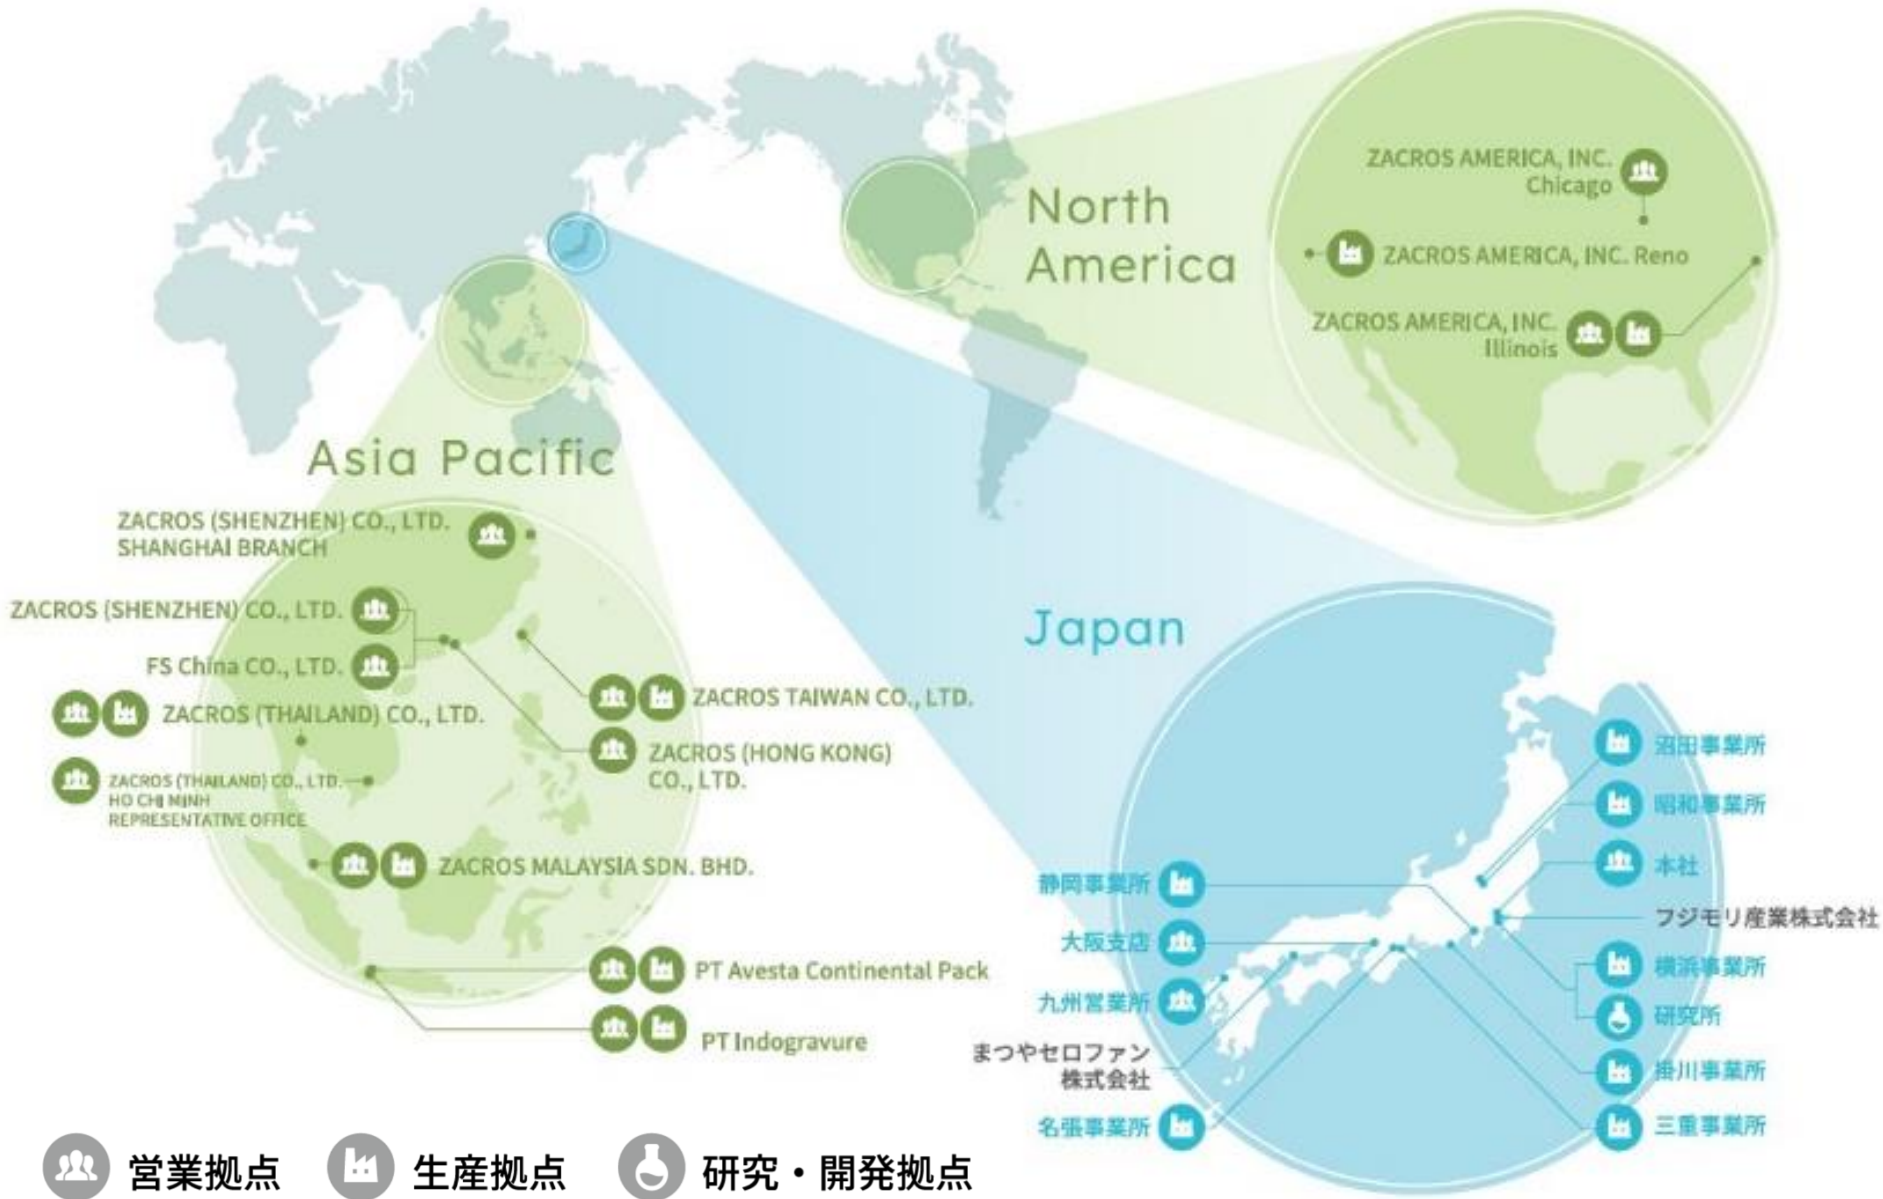 ZACROS AMERICA, INC.
Chicago
North
America
ZACROS AMERICA, INC. Reno
ZACROS AMERICA, INC.
Illinois
Asia Pacific
ZACROS (SHENZHEN) CO., LTD.
SHANGHAI BRANCH
ZACROS (SHENZHEN) CO., LTD.
FS China CO., LTD.
ZACROS (THAILAND) CO., LTD.
ZACROS (THAILAND) CO., LTD.
HO CHI MINH
REPRESENTATIVE OFFICE
ZACROS TAIWAN CO., LTD.
ZACROS (HONG KONG)
CO., LTD.
ZACROS MALAYSIA SDN. BHD.
PT Avesta Continental Pack
PT Indogravure
Japan
沼田事業所
昭和事業所
本社
フジモリ産業株式会社
横浜事業所
研究所
掛川事業所
三重事業所
静岡事業所
大阪支店
九州営業所
まつやセロファン
株式会社
名張事業所
営業拠点
生産拠点
研究・開発拠点